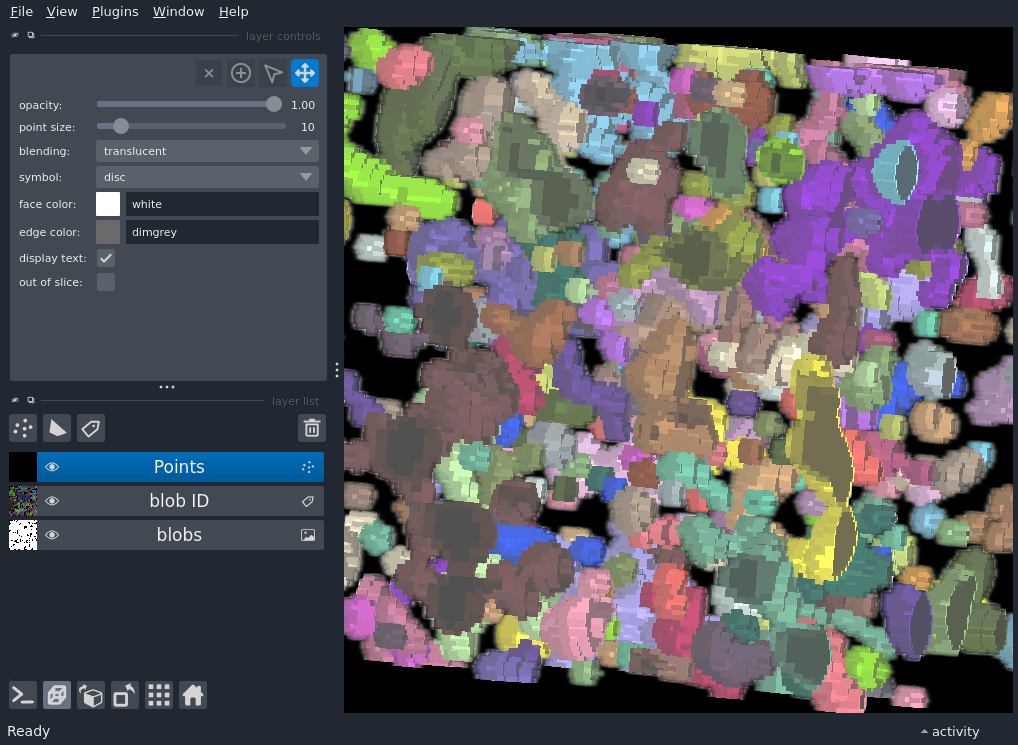 File View Plugins Window Help
layer controls
opacity: 1.00
point size: 10
blending: translucent
symbol: disc
face color: white
edge color: dimgrey
display text:
out of slice:
layer list
Points
blob ID
blobs
Ready
activity